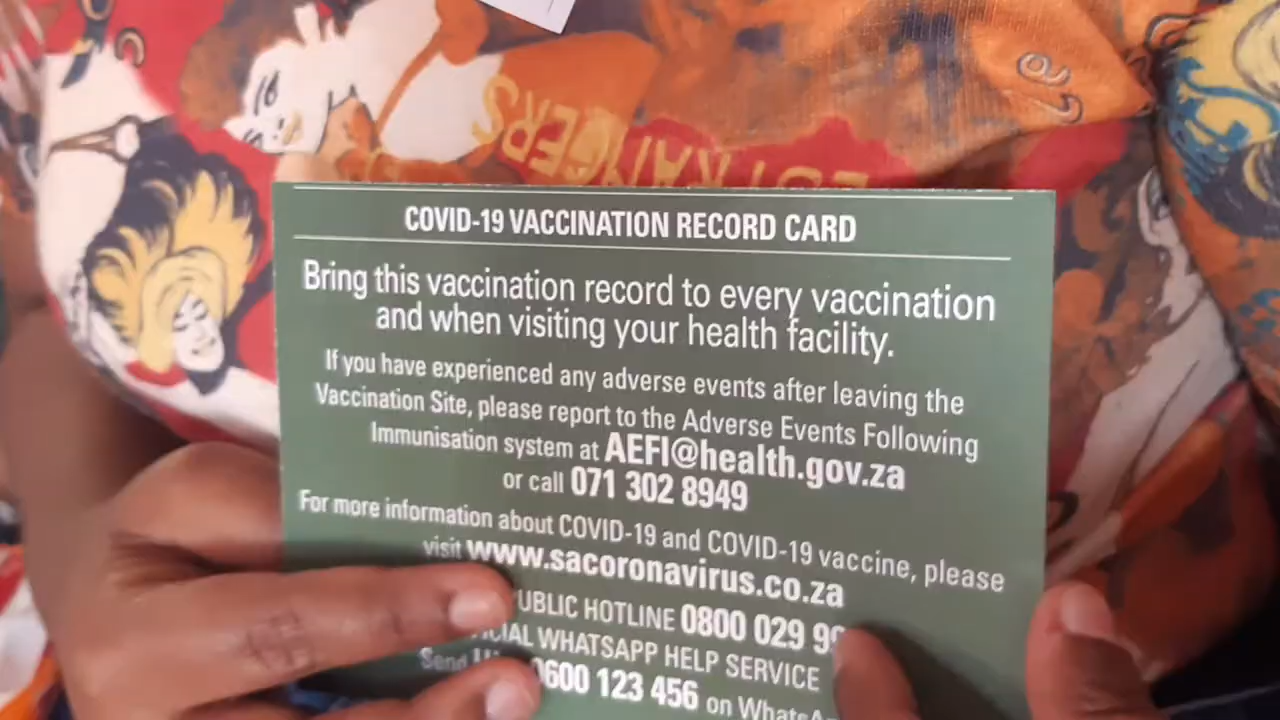 COVID-19 VACCINATION RECORD CARD
Bring this vaccination record to every vaccination
and when visiting your health facility.
If you have experienced any adverse events after leaving the
Vaccination Site, please report to the Adverse Events Following
Immunisation system at AEFI@health.gov.za
or call 071 302 8949
For more information about COVID-19 and COVID-19 vaccine, please
visit www.sacoronavirus.co.za
HOTLINE 0800 029
WHATSAPP HELP SERVICE
Send 0600 123 456 on